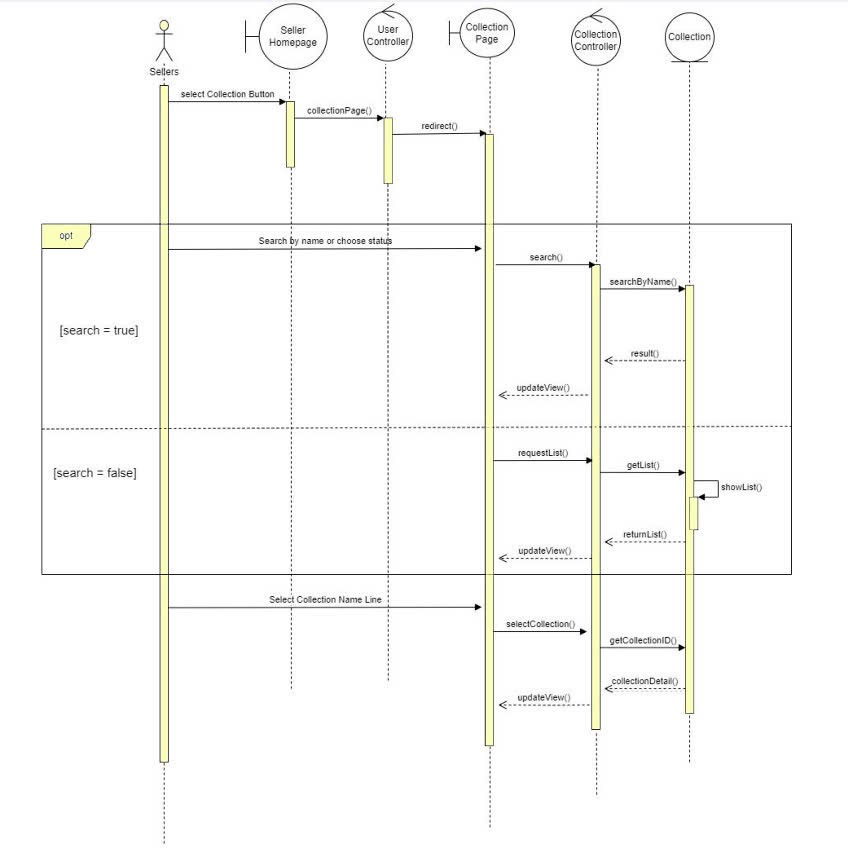 Seller
Homepage
User
Controller
Collection
Page
Collection
Controller
Collection
Sellers
select Collection Button
collectionPage()
redirect()
opt
Search by name or choose status
search()
searchByName()
[search = true]
result()
updateView()
requestList()
getList()
[search = false]
showList()
returnList()
updateView()
Select Collection Name Line
selectCollection()
getCollectionID()
collectionDetail()
updateView()